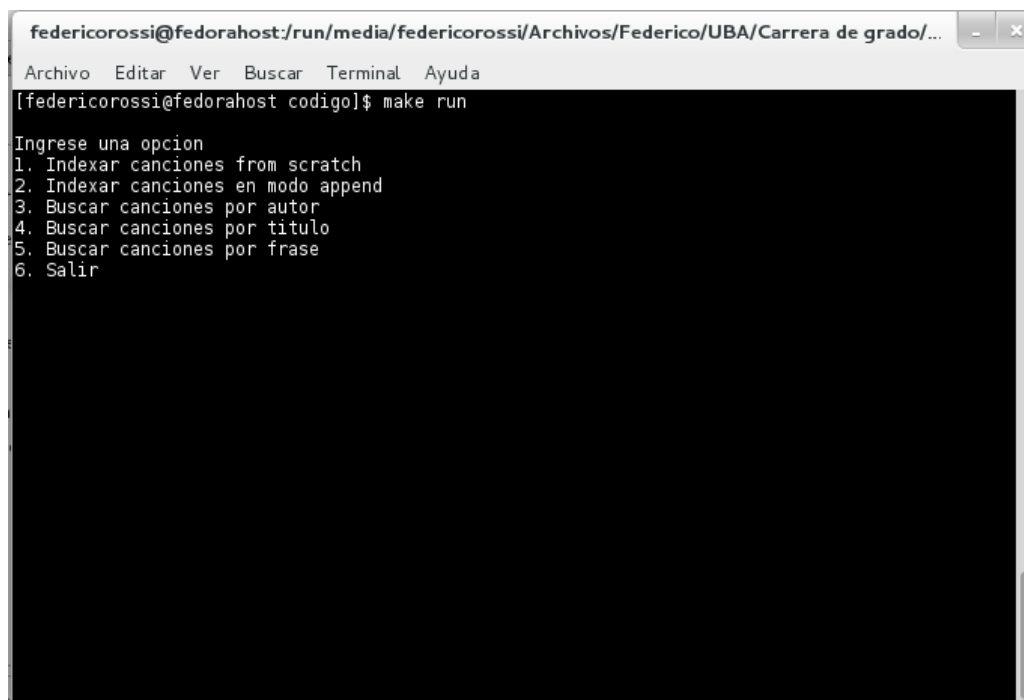 federicorossi@fedorahost:/run/media/federicorossi/Archivos/Federico/UBA/Carrera de grado/...
Archivo Editar Ver Buscar Terminal Ayuda
[federicorossi@fedorahost codigo]$ make run
Ingrese una opcion
1. Indexar canciones from scratch
2. Indexar canciones en modo append
3. Buscar canciones por autor
4. Buscar canciones por titulo
5. Buscar canciones por frase
6. Salir